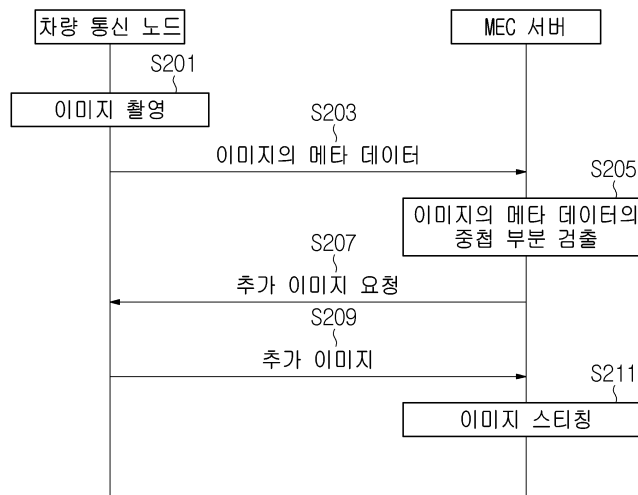 차량 통신 노드
MEC 서버
S201
이미지 촬영
S203
이미지의 메타 데이터
S205
이미지의 메타 데이터의
중첩 부분 검출
S207
추가 이미지 요청
S209
추가 이미지
S211
이미지 스티칭